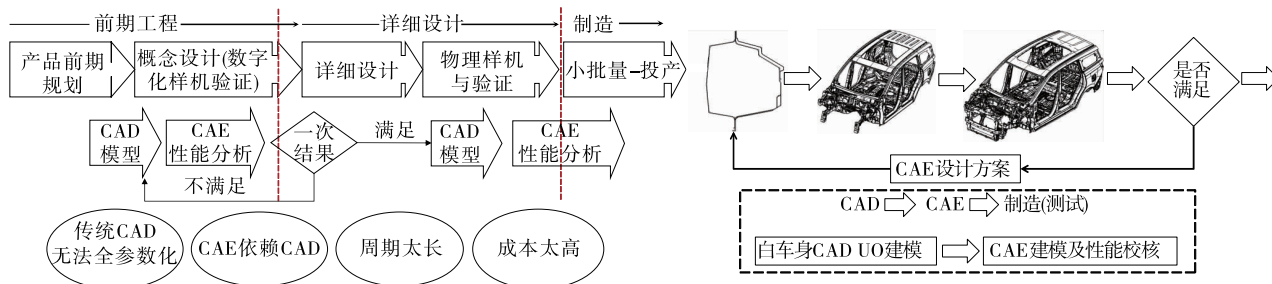 前期工程
详细设计
制造
产品前期
规划
概念设计(数字
化样机验证)
详细设计
物理样机
与验证
小批量-投产
CAD
模型
CAE
性能分析
一次
结果
满足
不满足
CAD
模型
CAE
性能分析
传统CAD
无法全参数化
CAE依赖CAD
周期太长
成本太高
是否
满足
CAE设计方案
CAD
CAE
制造(测试)
白车身CAD UO建模
CAE建模及性能校核